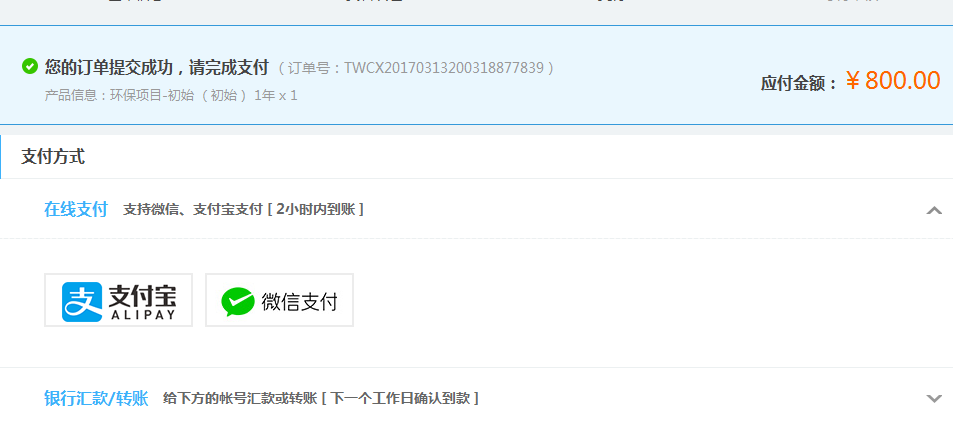 您的订单提交成功，请完成支付 （订单号：TWCX20170313200318877839）
产品信息：环保项目-初始 （初始） 1年 x 1
应付金额：￥800.00
支付方式
在线支付 支持微信、支付宝支付 [ 2小时内到账 ]
支付宝 ALIPAY
微信支付
银行汇款/转账 给下方的帐号汇款或转账 [ 下一个工作日确认到款 ]